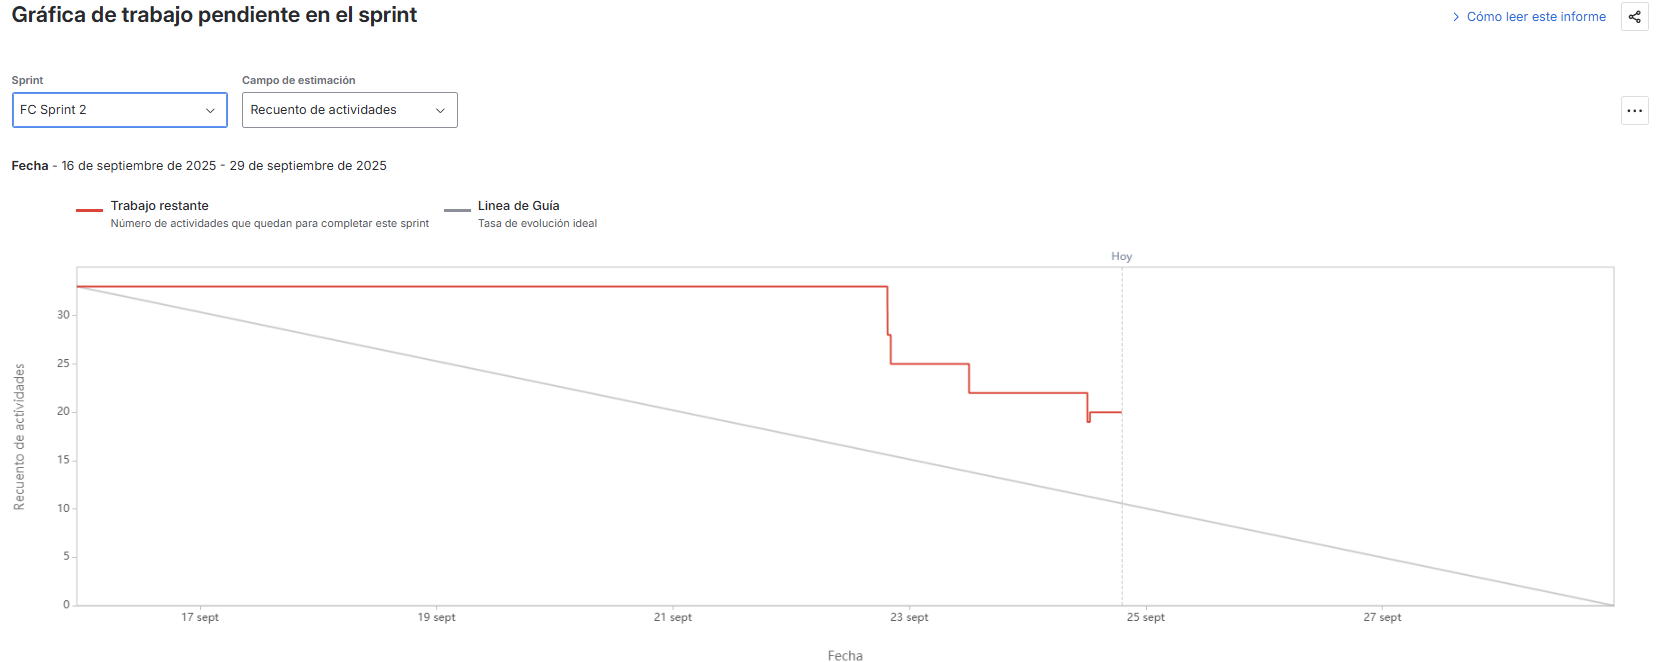 Gráfica de trabajo pendiente en el sprint
Cómo leer este informe
Sprint
Campo de estimación
FC Sprint 2
Recuento de actividades
Fecha - 16 de septiembre de 2025 - 29 de septiembre de 2025
Trabajo restante
Número de actividades que quedan para completar este sprint
Linea de Guía
Tasa de evolución ideal
Hoy
30
25
20
15
10
5
0
Recuento de actividades
17 sept
19 sept
21 sept
23 sept
25 sept
27 sept
Fecha